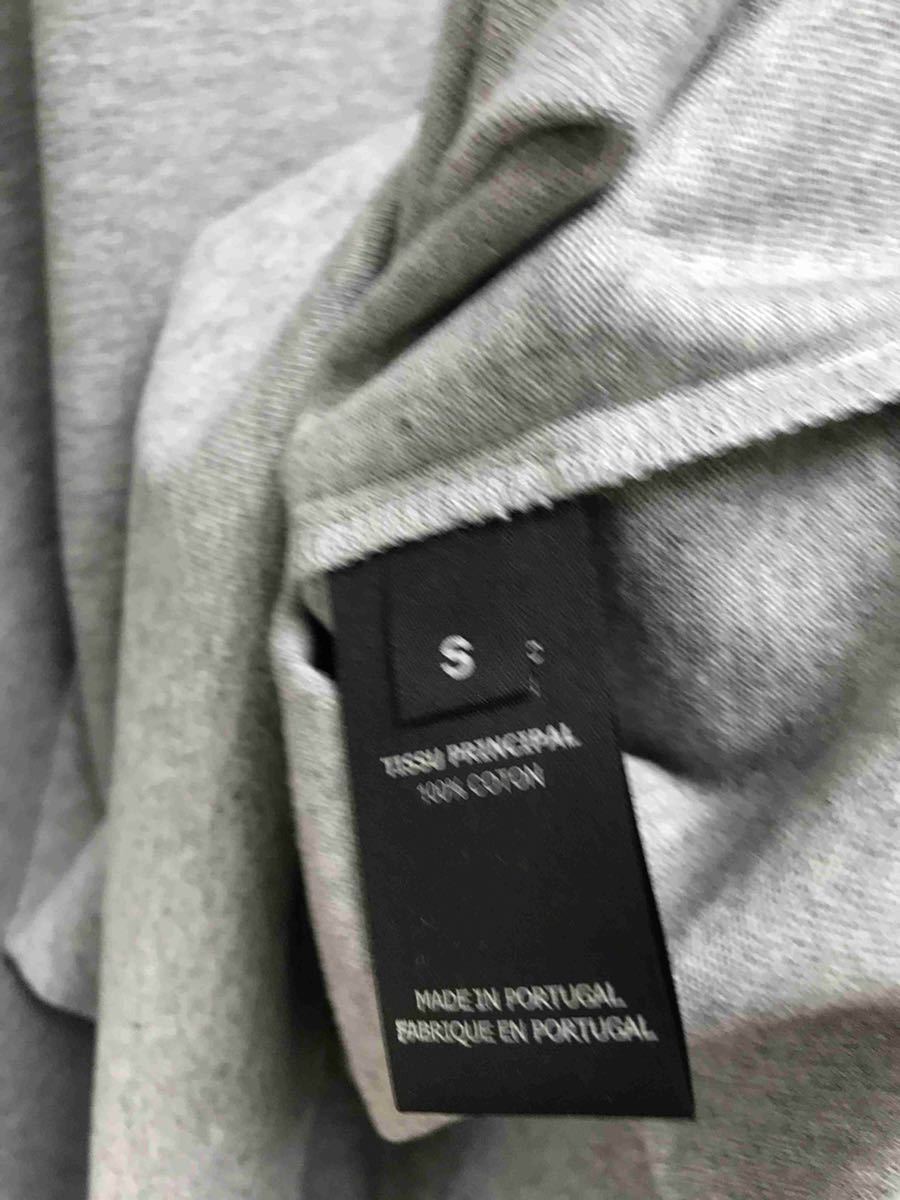 S
TISSU PRINCIPAL
100% COTON
MADE IN PORTUGAL
FABRIQUE EN PORTUGAL